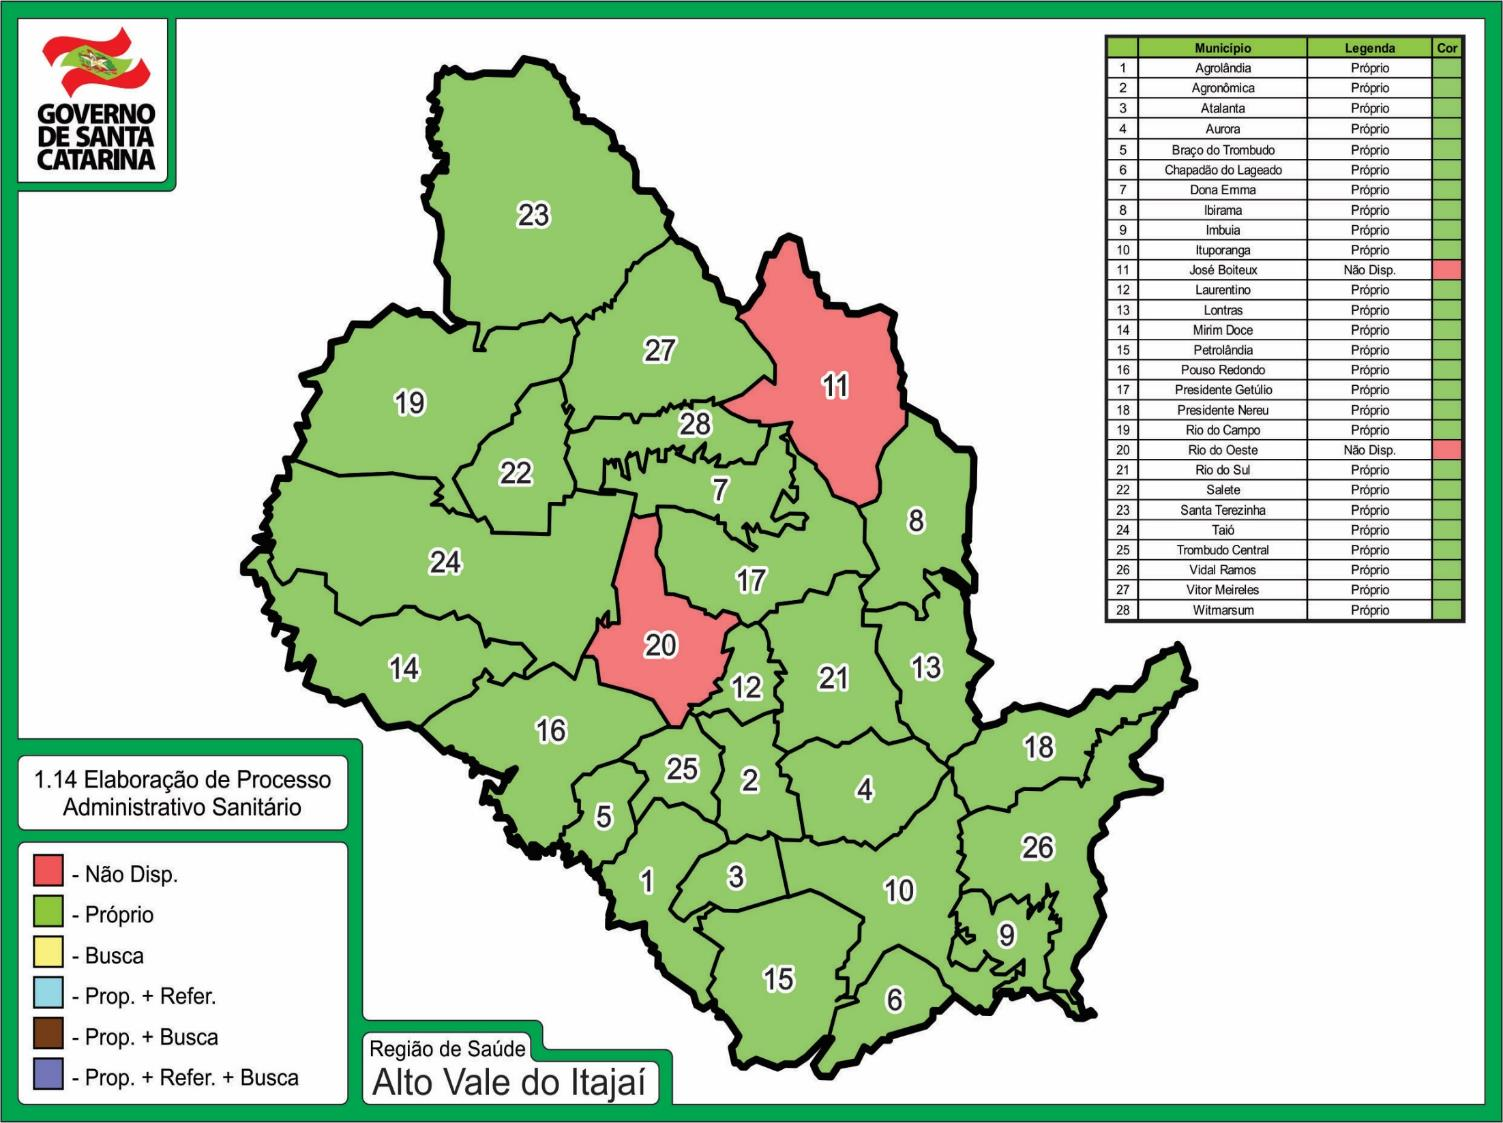 GOVERNO
DE SANTA
CATARINA
Município Legenda Cor
1 Agrolândia Próprio
2 Agronômica Próprio
3 Atalanta Próprio
4 Aurora Próprio
5 Braço do Trombudo Próprio
6 Chapadão do Lageado Próprio
7 Dona Emma Próprio
8 Ibirama Próprio
9 Imbuia Próprio
10 Ituporanga Próprio
11 José Boiteux Não Disp.
12 Laurentino Próprio
13 Lontras Próprio
14 Mirim Doce Próprio
15 Petrolândia Próprio
16 Pouso Redondo Próprio
17 Presidente Getúlio Próprio
18 Presidente Nereu Próprio
19 Rio do Campo Próprio
20 Rio do Oeste Não Disp.
21 Rio do Sul Próprio
22 Salete Próprio
23 Santa Terezinha Próprio
24 Taió Próprio
25 Trombudo Central Próprio
26 Vidal Ramos Próprio
27 Vitor Meireles Próprio
28 Witmarsum Próprio
23
27
11
19
28
22
7
8
24
17
20
14
12
21
13
16
18
25
2
4
5
26
1
3
10
9
15
6
1.14 Elaboração de Processo
Administrativo Sanitário
- Não Disp.
- Próprio
- Busca
- Prop. + Refer.
- Prop. + Busca
- Prop. + Refer. + Busca
Região de Saúde
Alto Vale do Itajaí